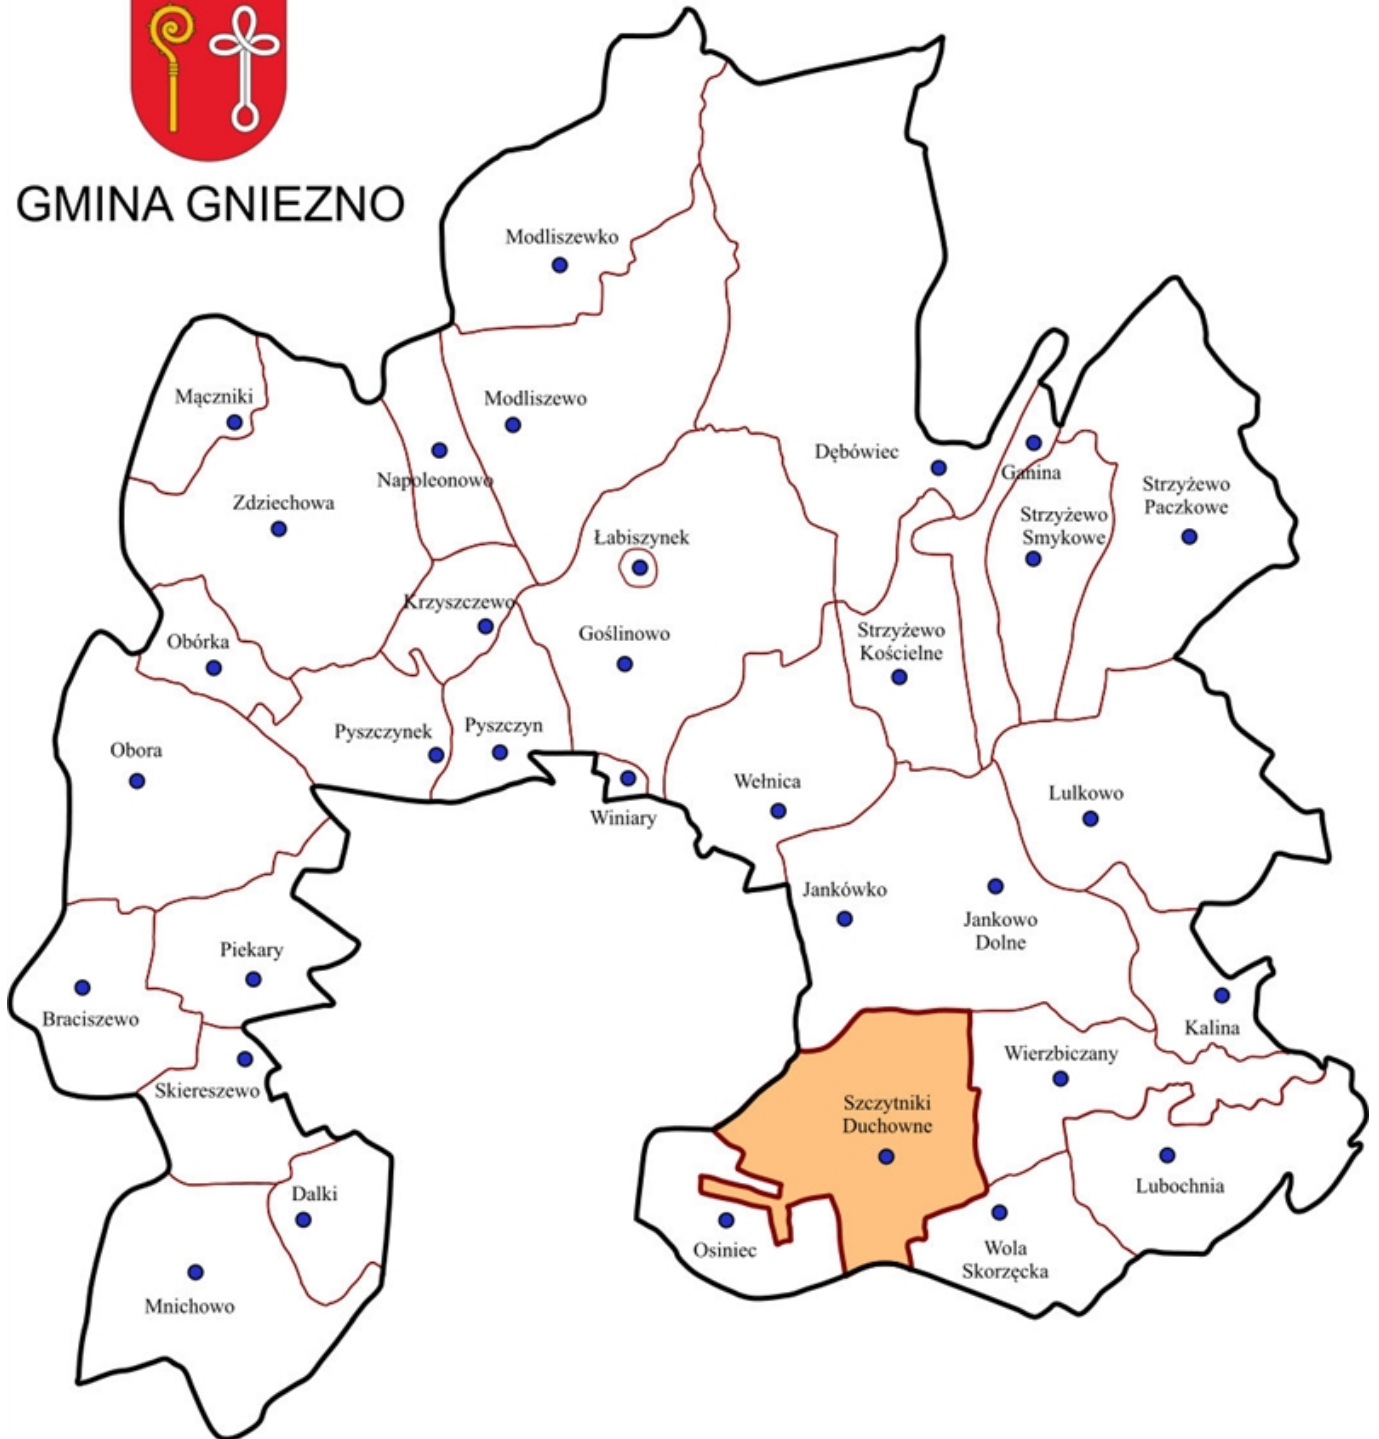 GMINA GNIEZNO
Modliszewko
Mączniki
Modliszewo
Napoleonowo
Zdziechowa
Dębówiec
Ganina
Strzyżewo
Paczkowe
Strzyżewo
Smykowe
Łabiszynek
Krzyszczewo
Goślinowo
Strzyżewo
Kościelne
Obórka
Pyszczynek
Pyszczyn
Obora
Wełnica
Winiary
Lulkowo
Jankówko
Jankowo
Dolne
Piekary
Braciszewo
Kalina
Skiereszewo
Wierzbiczany
Szczytniki
Duchowne
Dalki
Lubochnia
Osiniec
Wola
Skorzęcka
Mnichowo